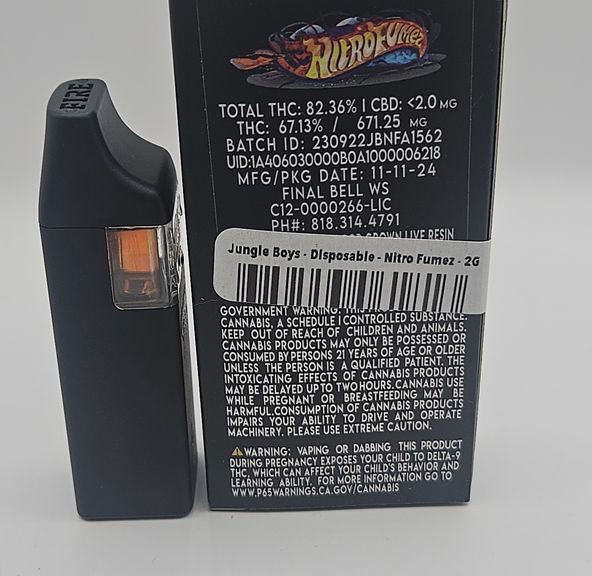 FIRE
NITROFUMEZ
TOTAL THC: 82.36% | CBD: <2.0 MG
THC: 67.13% / 671.25 MG
BATCH ID: 230922JBNFA1562
UID:1A406030000B0A1000006218
MFG/PKG DATE: 11-11-24
FINAL BELL WS
C12-0000266-LIC
PH#: 818.314.4791
GROWN LIVE RESIN
Jungle Boys - Disposable - Nitro Fumez - 2G
GOVERNMENT WARNING: THIS
CANNABIS, A SCHEDULE I CONTROLLED SUBSTANCE.
KEEP OUT OF REACH OF CHILDREN AND ANIMALS.
CANNABIS PRODUCTS MAY ONLY BE POSSESSED OR
CONSUMED BY PERSONS 21 YEARS OF AGE OR OLDER
UNLESS THE PERSON IS A QUALIFIED PATIENT. THE
INTOXICATING EFFECTS OF CANNABIS PRODUCTS
MAY BE DELAYED UP TO TWO HOURS. CANNABIS USE
WHILE PREGNANT OR BREASTFEEDING MAY BE
HARMFUL.CONSUMPTION OF CANNABIS PRODUCTS
IMPAIRS YOUR ABILITY TO DRIVE AND OPERATE
MACHINERY. PLEASE USE EXTREME CAUTION.
⚠WARNING: VAPING OR DABBING THIS PRODUCT
DURING PREGNANCY EXPOSES YOUR CHILD TO DELTA-9
THC, WHICH CAN AFFECT YOUR CHILD'S BEHAVIOR AND
LEARNING ABILITY. FOR MORE INFORMATION GO TO
WWW.P65WARNINGS.CA.GOV/CANNABIS